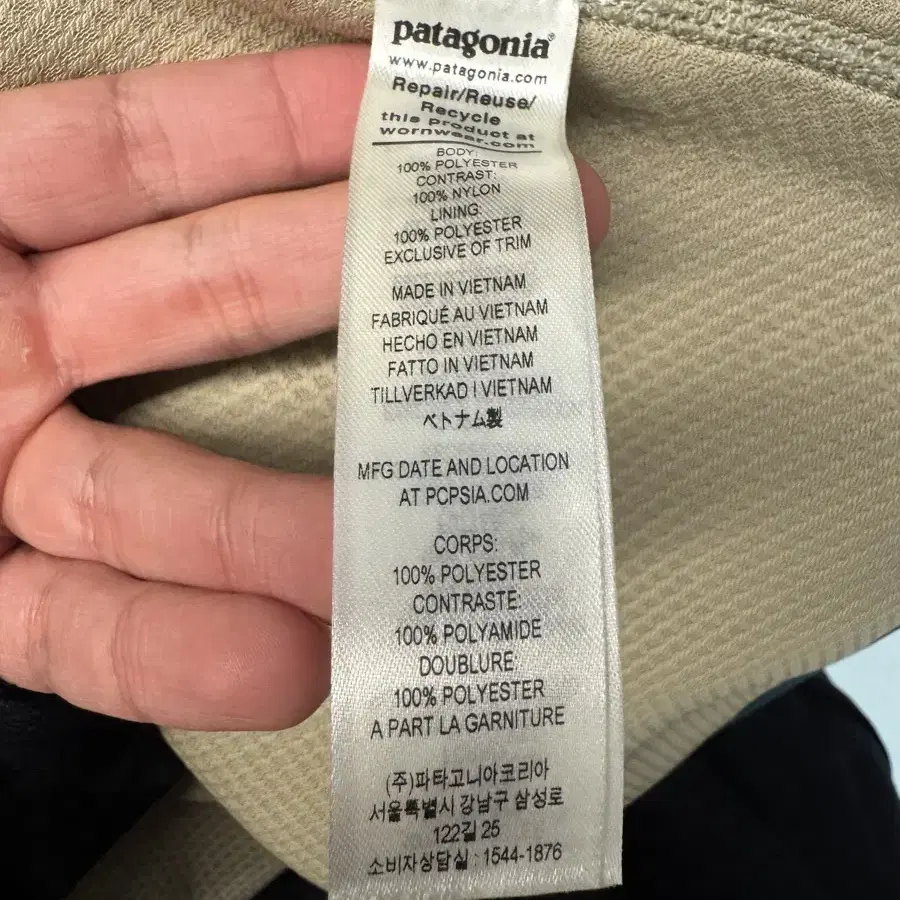 patagonia®
www.patagonia.com
Repair/Reuse/
Recycle
this product at
wornwear.com
BODY:
100% POLYESTER
CONTRAST:
100% NYLON
LINING:
100% POLYESTER
EXCLUSIVE OF TRIM
MADE IN VIETNAM
FABRIQUÉ AU VIETNAM
HECHO EN VIETNAM
FATTO IN VIETNAM
TILLVERKAD I VIETNAM
ベトナム製
MFG DATE AND LOCATION
AT PCPSIA.COM
CORPS:
100% POLYESTER
CONTRASTE:
100% POLYAMIDE
DOUBLURE:
100% POLYESTER
A PART LA GARNITURE
(주)파타고니아코리아
서울특별시 강남구 삼성로
122길 25
소비자상담실 : 1544-1876